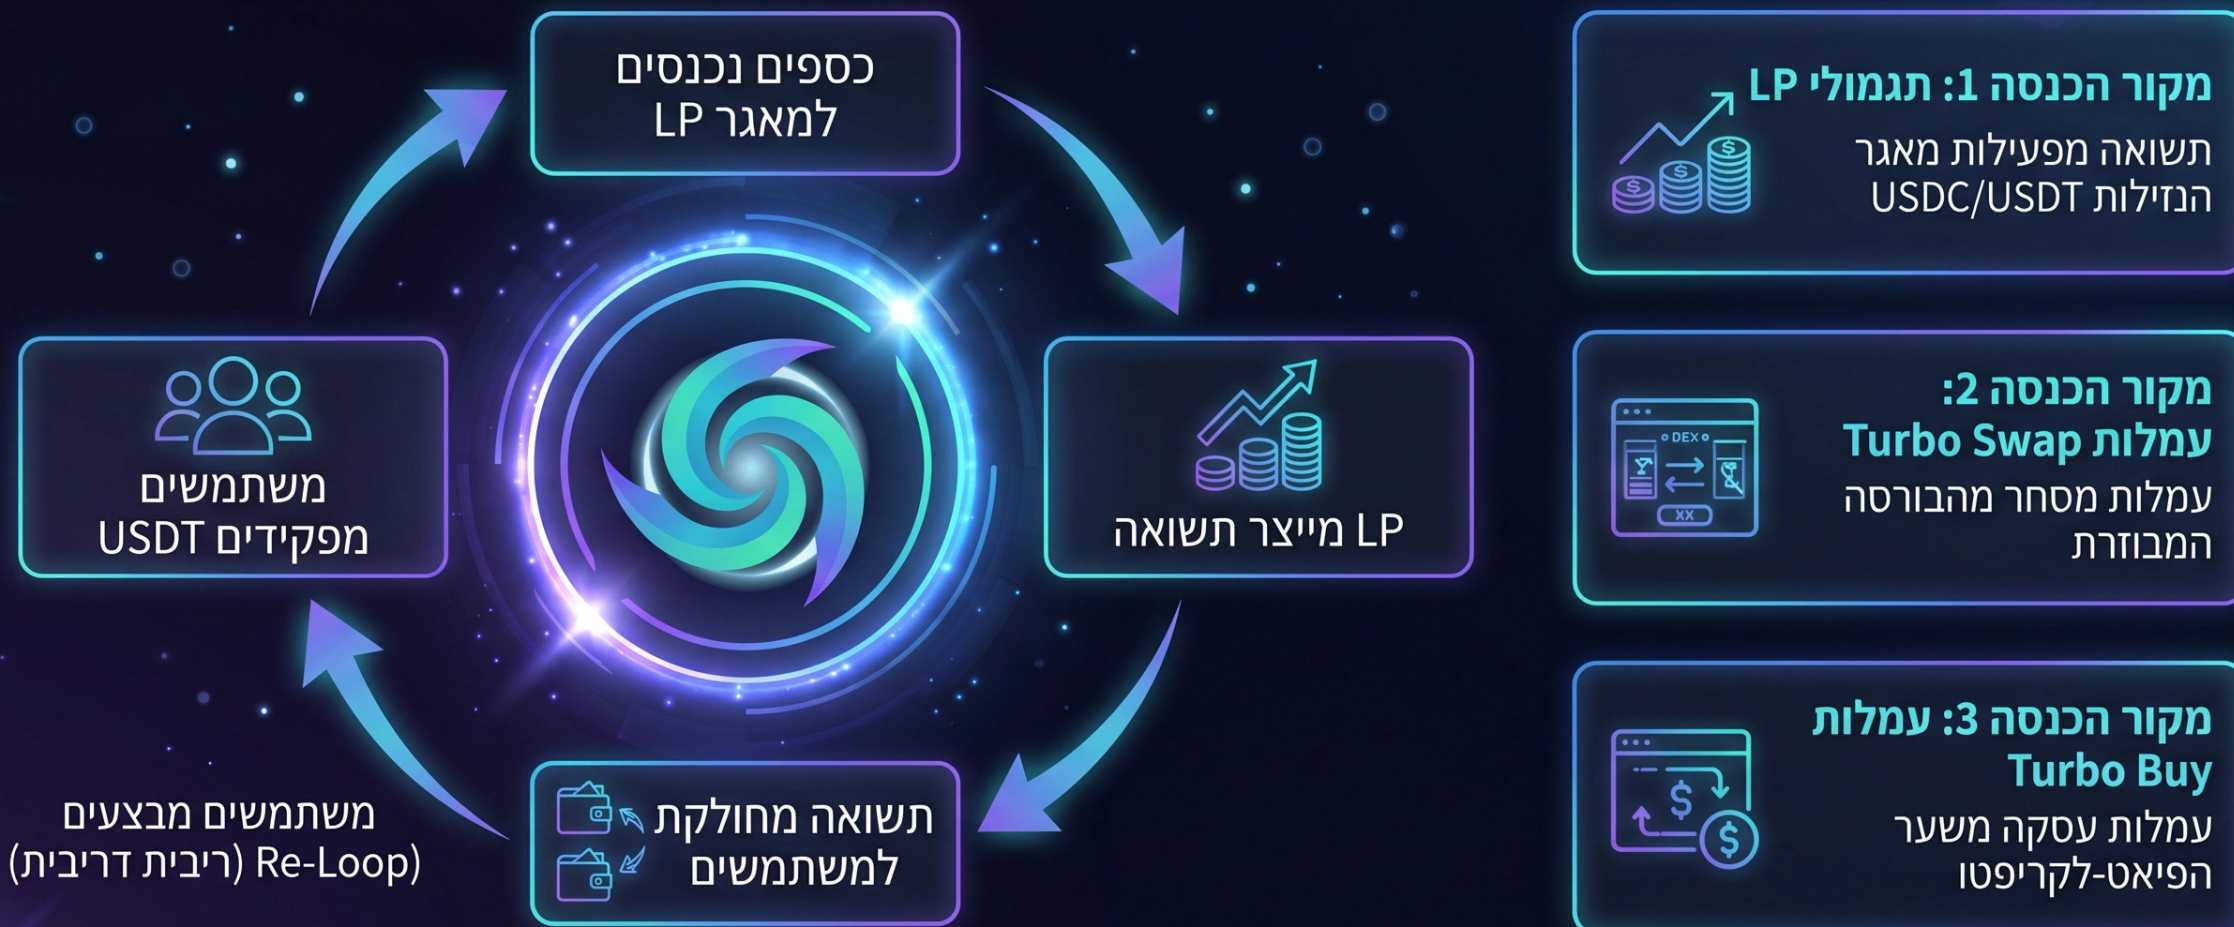 כספים נכנסים
למאגר LP
LP מייצר תשואה
תשואה מחולקת
למשתמשים
משתמשים מבצעים
Re-Loop (ריבית דריבית)
משתמשים
מפקידים USDT
מקור הכנסה 1: תגמולי LP
תשואה מפעילות מאגר
הנזילות USDC/USDT
מקור הכנסה 2:
עמלות Turbo Swap
עמלות מסחר מהבורסה
המבוזרת
DEX
XX
מקור הכנסה 3: עמלות
Turbo Buy
עמלות עסקה משער
הפיאט-לקריפטו